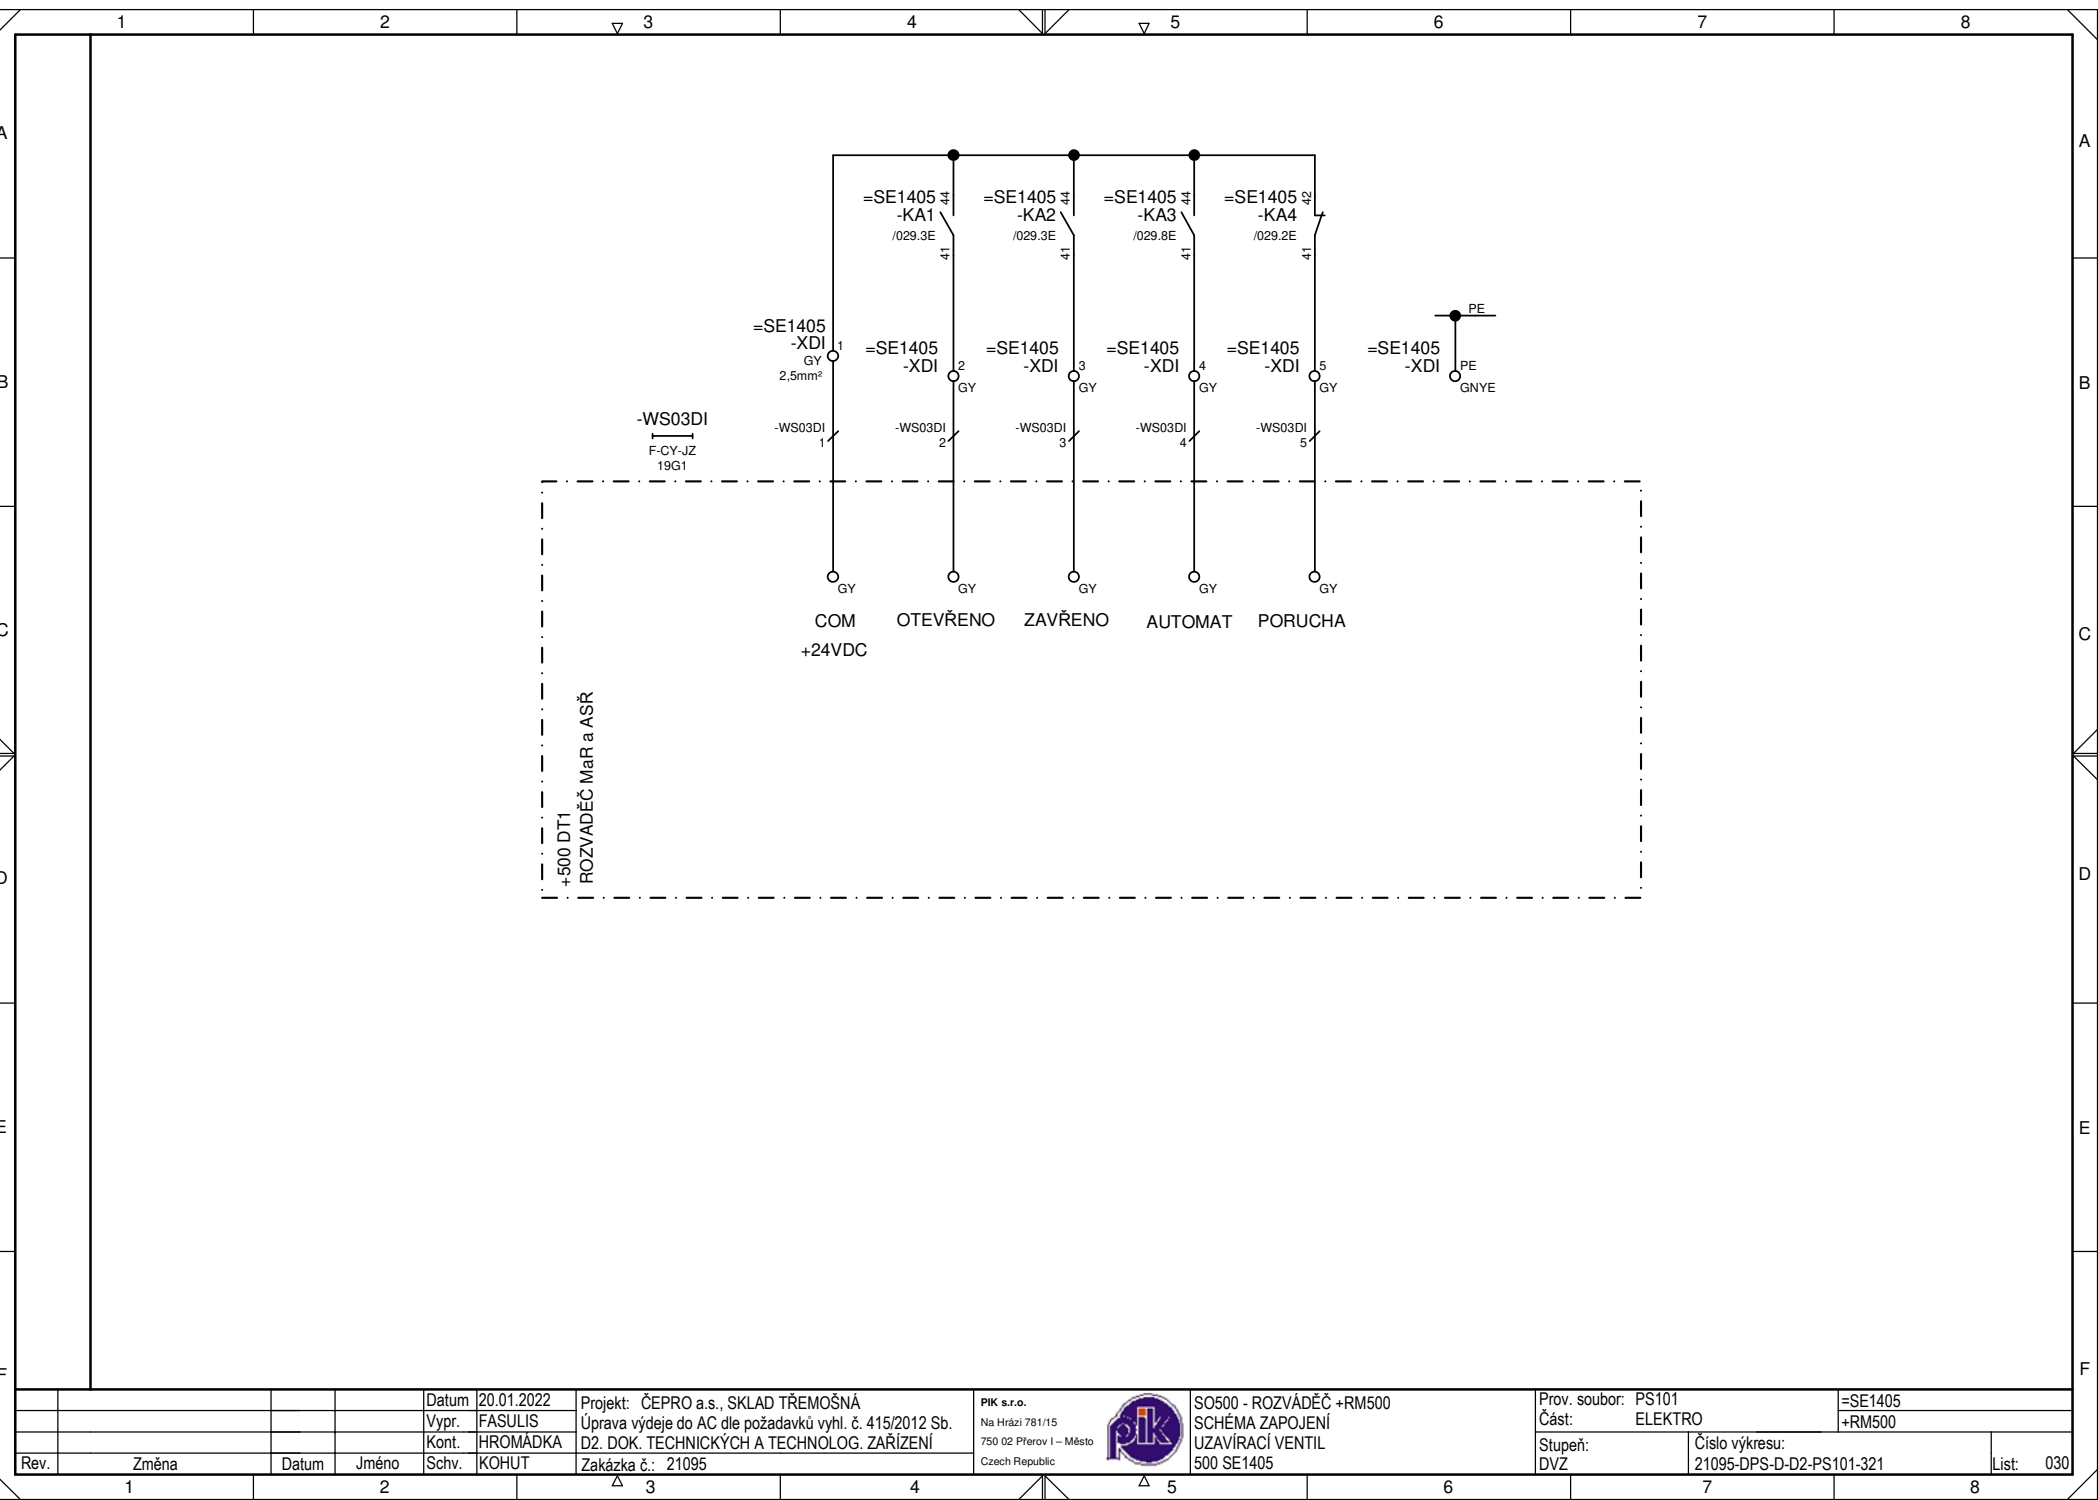 1 2 3 4 5 6 7 8
A
A
=SE1405 44
-KA1
/029.3E
41
=SE1405 44
-KA2
/029.3E
41
=SE1405 44
-KA3
/029.8E
41
=SE1405 42
-KA4
/029.2E
41
=SE1405
-XDI 1
GY
2,5mm²
=SE1405
-XDI 2
GY
=SE1405
-XDI 3
GY
=SE1405
-XDI 4
GY
=SE1405
-XDI 5
GY
PE
=SE1405
-XDI PE
GNYE
B
B
-WS03DI
F-CY-JZ
19G1
-WS03DI
1
-WS03DI
2
-WS03DI
3
-WS03DI
4
-WS03DI
5
GY GY GY GY GY
COM OTEVŘENO ZAVŘENO AUTOMAT PORUCHA
+24VDC
C
C
+500 DT1
ROZVADĚČ MaR a ASŘ
D
D
E
E
F
F
Rev. Změna Datum Jméno
Datum 20.01.2022
Vypr. FASULIS
Kont. HROMÁDKA
Schv. KOHUT
Projekt: ČEPRO a.s., SKLAD TŘEMOŠNÁ
Úprava výdeje do AC dle požadavků vyhl. č. 415/2012 Sb.
D2. DOK. TECHNICKÝCH A TECHNOLOG. ZAŘÍZENÍ
Zakázka č.: 21095
PIK s.r.o.
Na Hrázi 781/15
750 02 Přerov I – Město
Czech Republic
pik
SO500 - ROZVÁDĚČ +RM500
SCHÉMA ZAPOJENÍ
UZAVÍRACÍ VENTIL
500 SE1405
Prov. soubor: PS101
Část: ELEKTRO
=SE1405
+RM500
Stupeň:
DVZ
Číslo výkresu:
21095-DPS-D-D2-PS101-321
List: 030
1 2 3 4 5 6 7 8